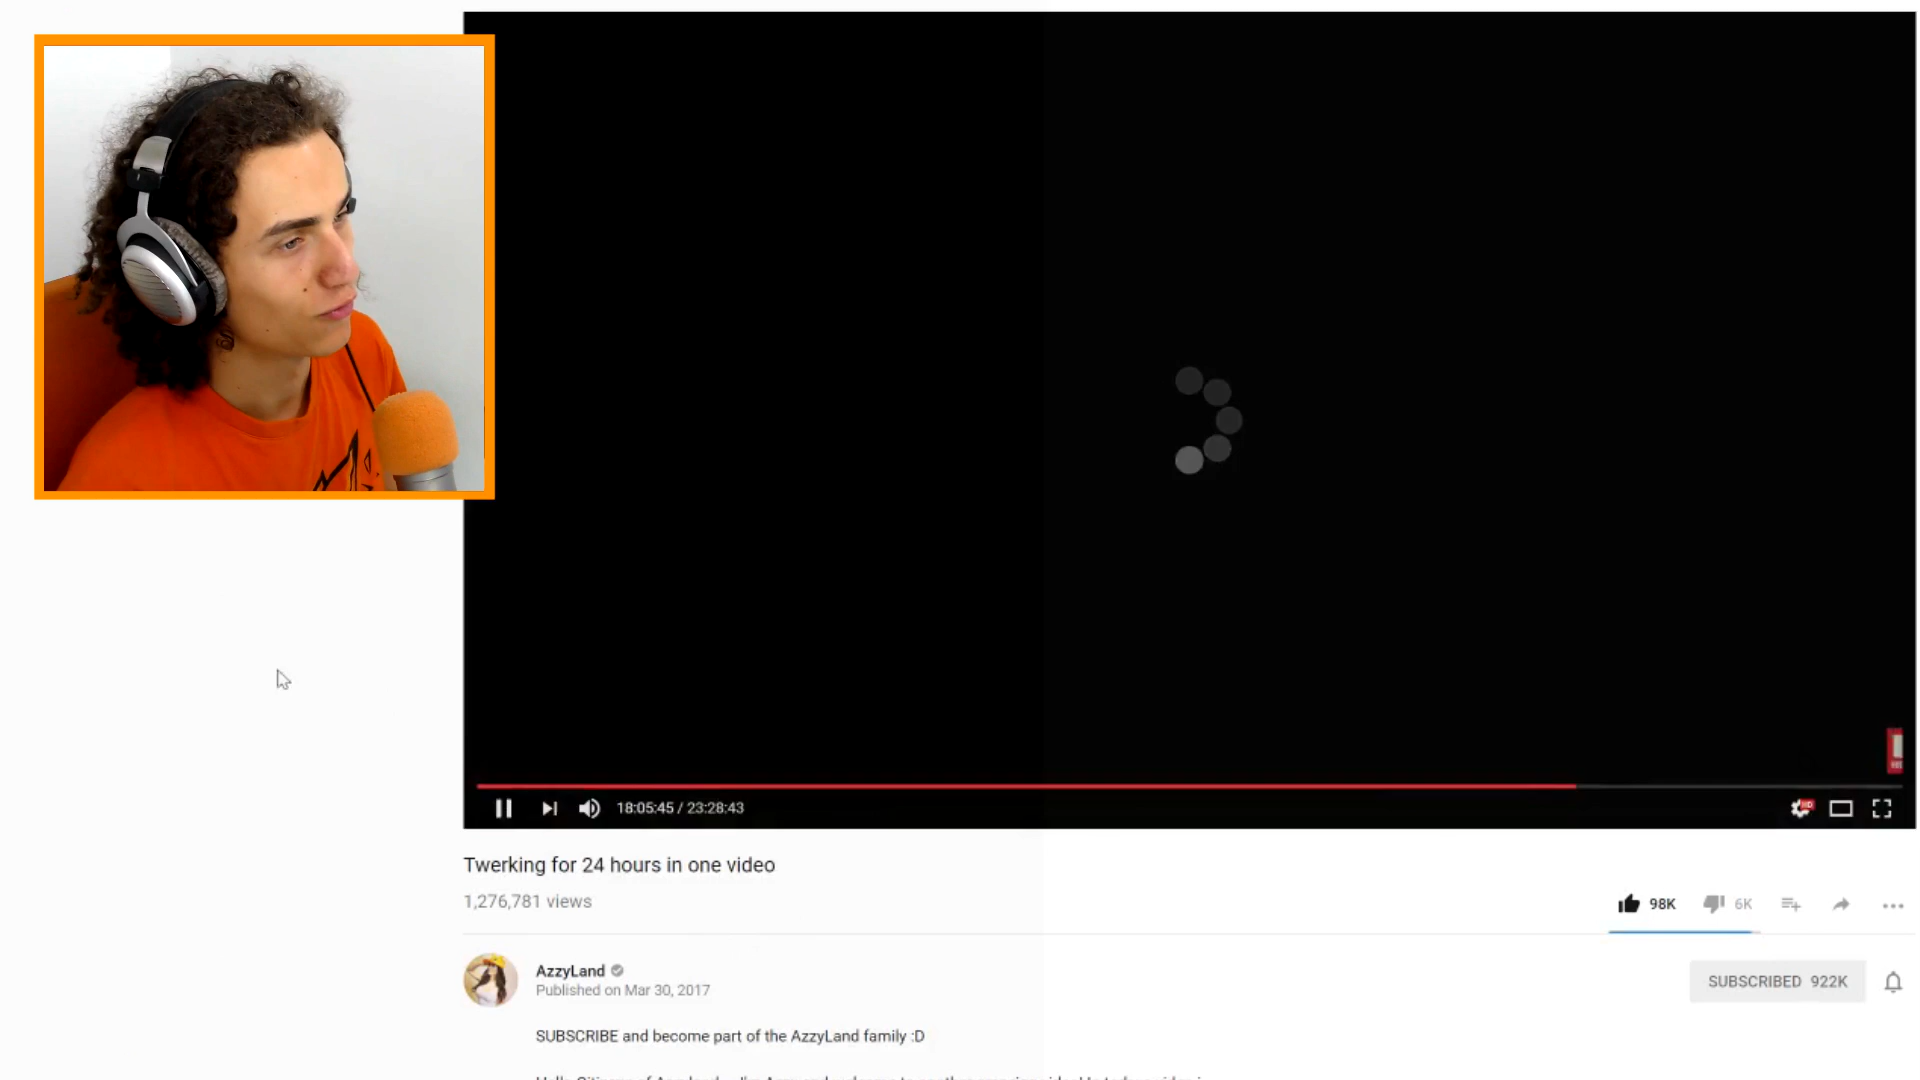 18:05:45 / 23:28:43
HD
Twerking for 24 hours in one video
1,276,781 views
98K
6K
AzzyLand
Published on Mar 30, 2017
SUBSCRIBED 922K
SUBSCRIBE and become part of the AzzyLand family :D